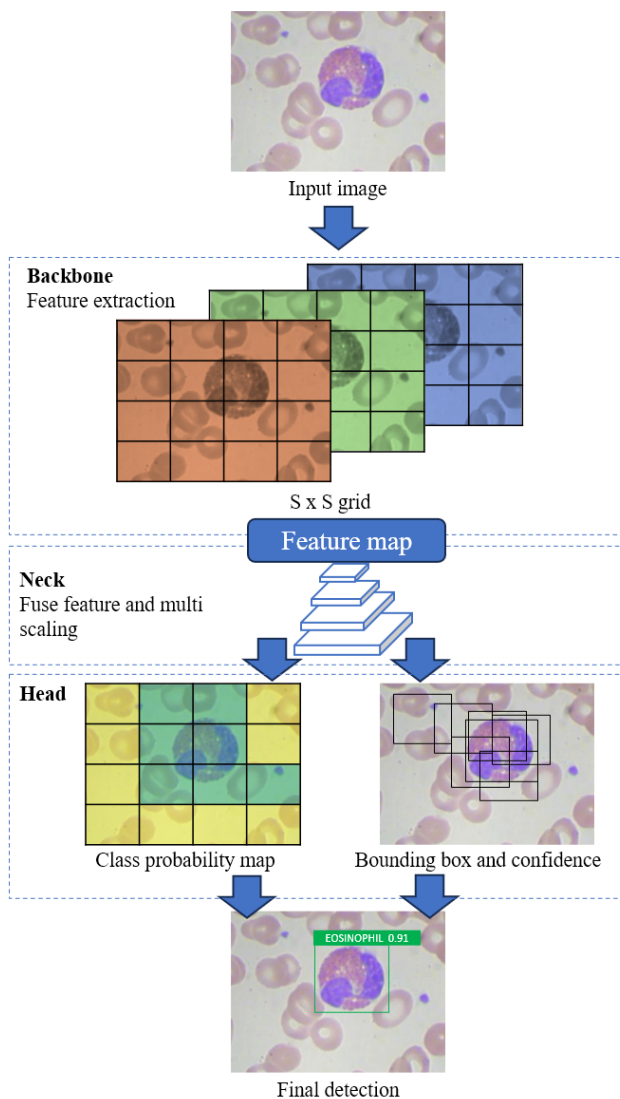 Input image
Backbone
Feature extraction
S x S grid
Feature map
Neck
Fuse feature and multi
scaling
Head
Class probability map
Bounding box and confidence
EOSINOPHIL 0.91
Final detection